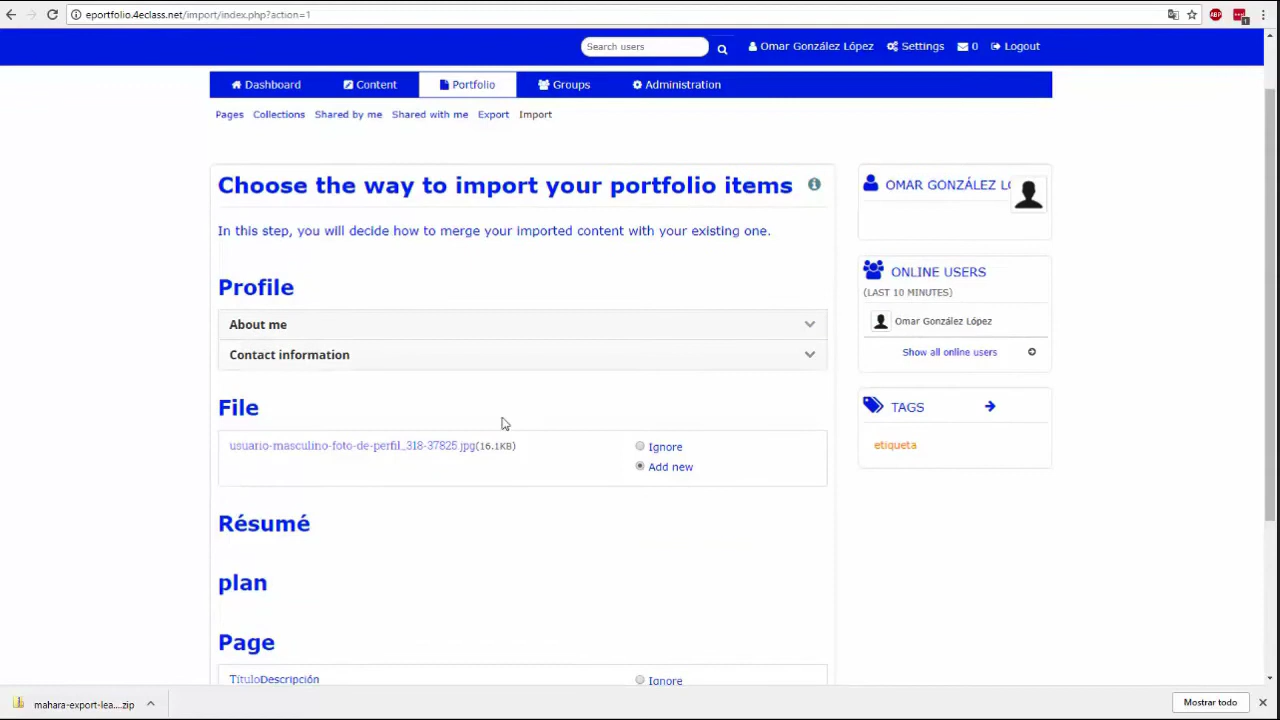 eportfolio.4eclass.net/import/index.php?action=1
ABP
1
Search users
Omar González López
Settings
0
Logout
Dashboard
Content
Portfolio
Groups
Administration
Pages
Collections
Shared by me
Shared with me
Export
Import
Choose the way to import your portfolio items
In this step, you will decide how to merge your imported content with your existing one.
Profile
About me
Contact information
File
usuario-masculino-foto-de-perfil_318-37825.jpg(16.1KB)
Ignore
Add new
Résumé
plan
Page
TítuloDescripción
Ignore
OMAR GONZÁLEZ L
ONLINE USERS
(LAST 10 MINUTES)
Omar González López
Show all online users
TAGS
etiqueta
mahara-export-lea....zip
Mostrar todo